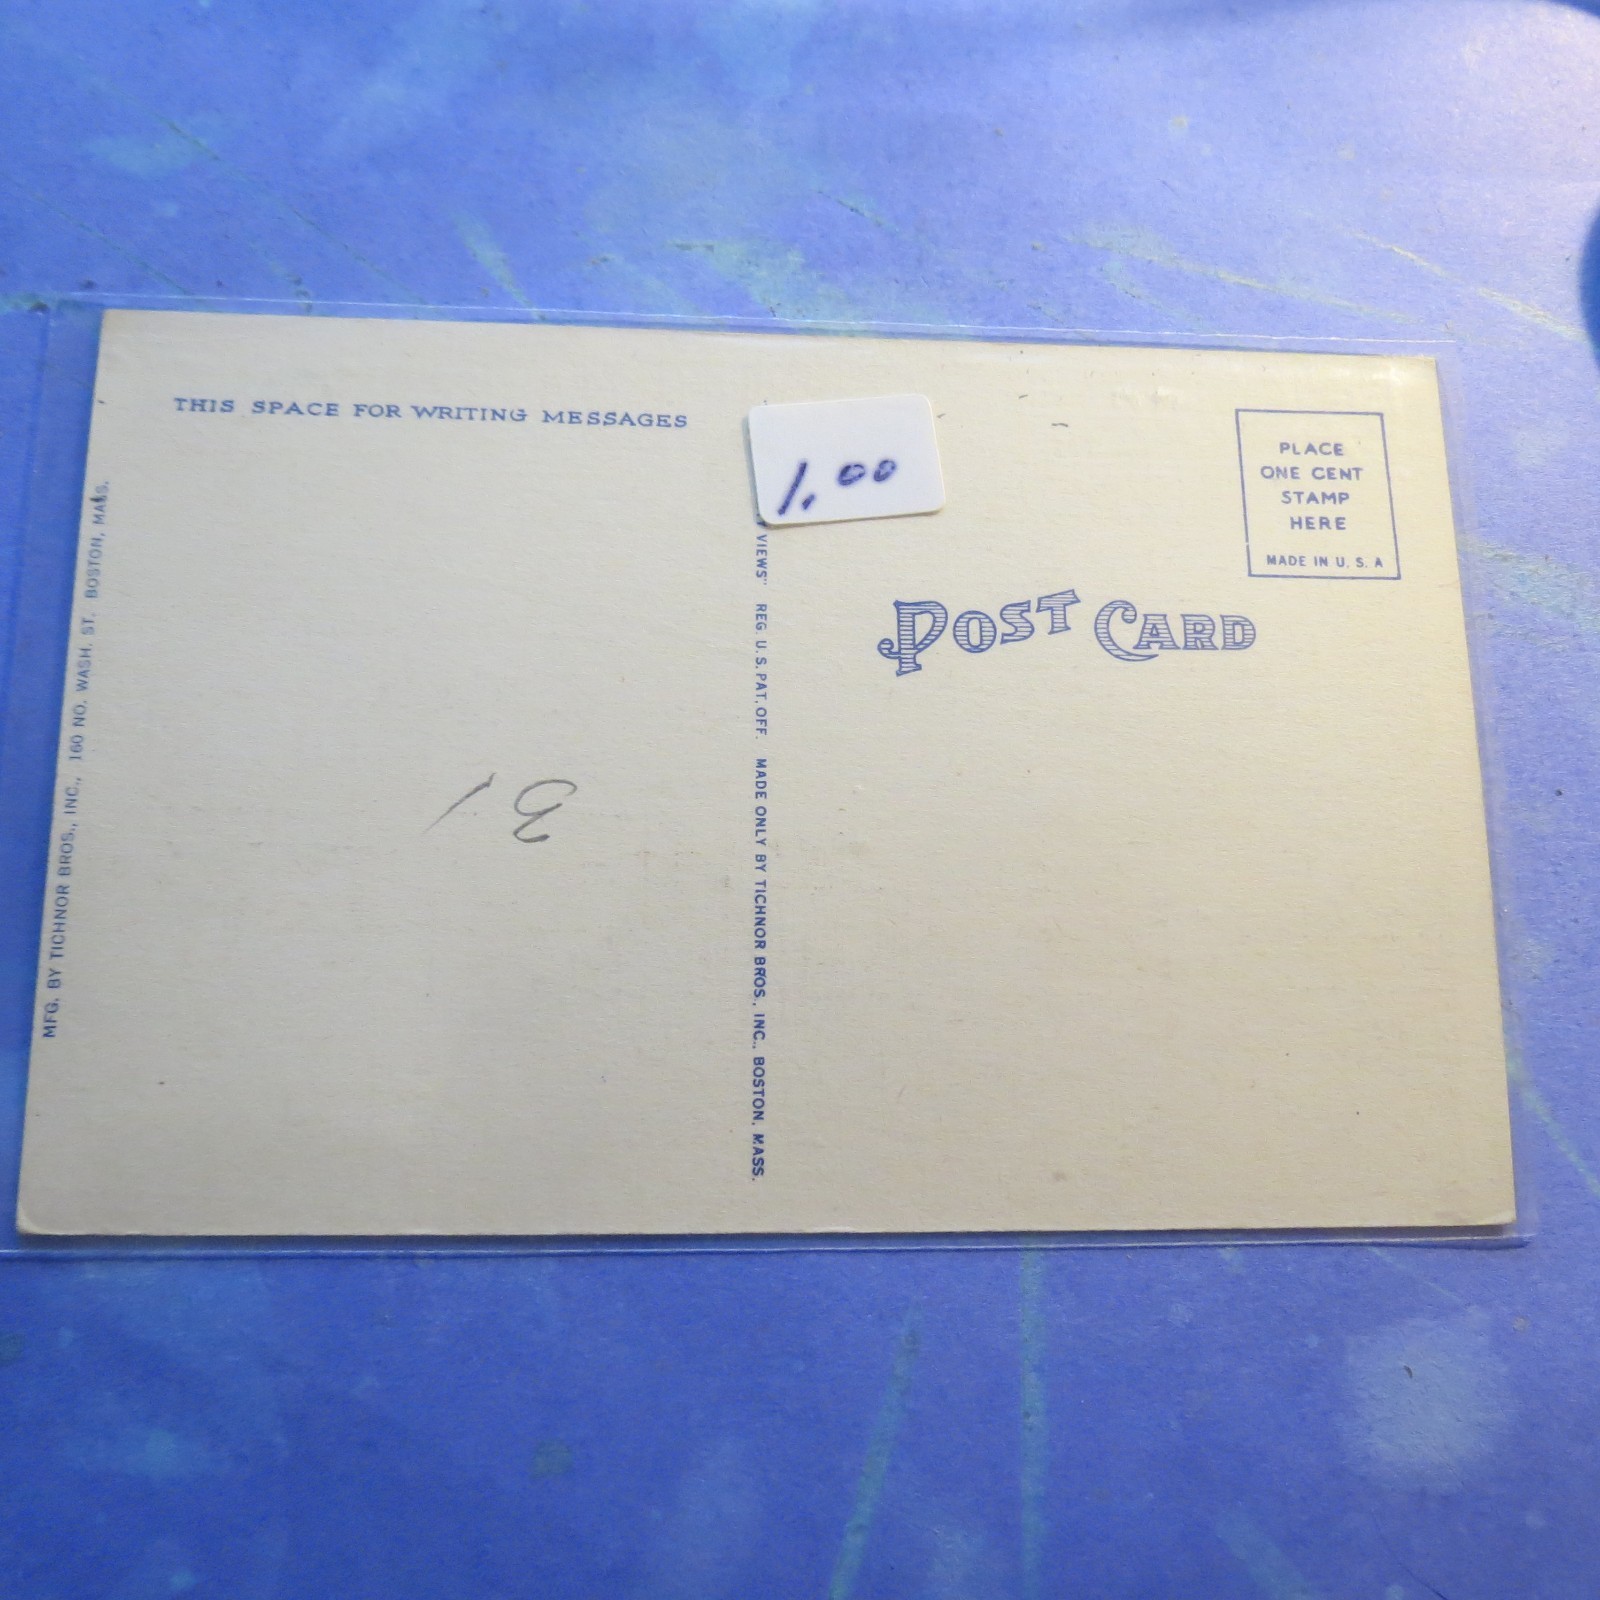 THIS SPACE FOR WRITING MESSAGES
1.00
PLACE
ONE CENT
STAMP
HERE
MADE IN U. S. A
POST CARD
MFG. BY TICHNOR BROS., INC., 160 NO. WASH. ST. BOSTON, MASS.
VIEWS" REG. U. S. PAT. OFF. MADE ONLY BY TICHNOR BROS., INC., BOSTON, MASS.